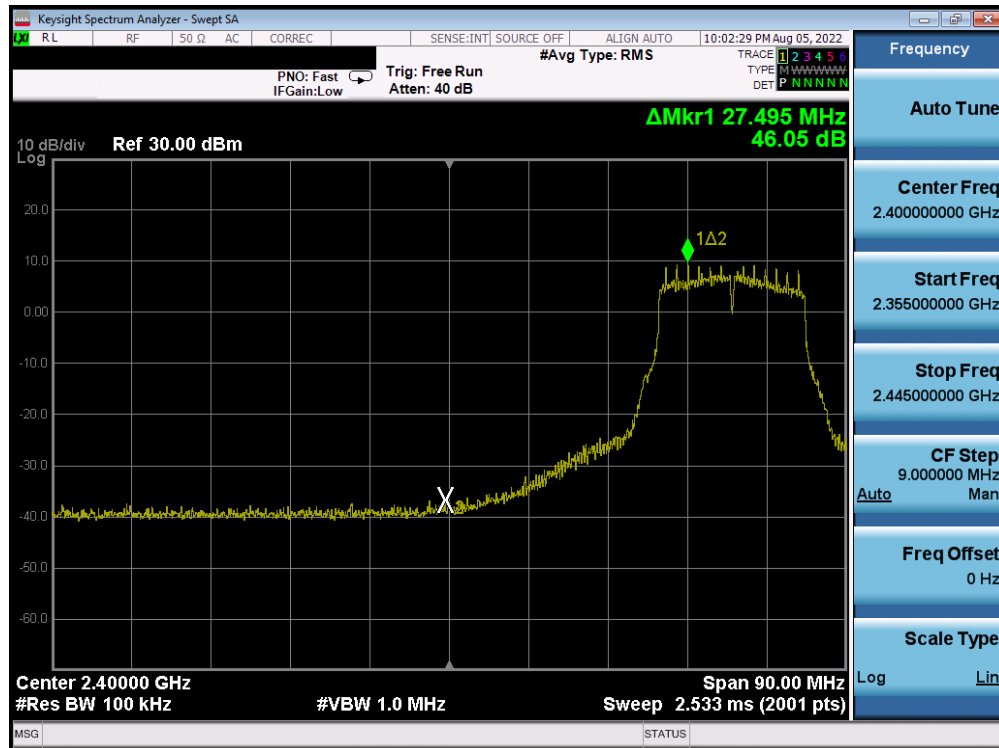 Keysight Spectrum Analyzer - Swept SA
LXI RL RF 50 Ω AC CORREC SENSE:INT SOURCE OFF ALIGN AUTO 10:02:29 PM Aug 05, 2022
#Avg Type: RMS
TRACE 1 2 3 4 5 6
TYPE M WWWWW
DET P N N N N N
PNO: Fast
IFGain:Low
Trig: Free Run
Atten: 40 dB
ΔMkr1 27.495 MHz
46.05 dB
10 dB/div Ref 30.00 dBm
Log
20.0
10.0
0.00
-10.0
-20.0
-30.0
-40.0
-50.0
-60.0
1Δ2
X
Center 2.40000 GHz
Span 90.00 MHz
#Res BW 100 kHz
#VBW 1.0 MHz
Sweep 2.533 ms (2001 pts)
MSG
STATUS
Frequency
Auto Tune
Center Freq
2.400000000 GHz
Start Freq
2.355000000 GHz
Stop Freq
2.445000000 GHz
CF Step
9.000000 MHz
Auto Man
Freq Offset
0 Hz
Scale Type
Log Lin